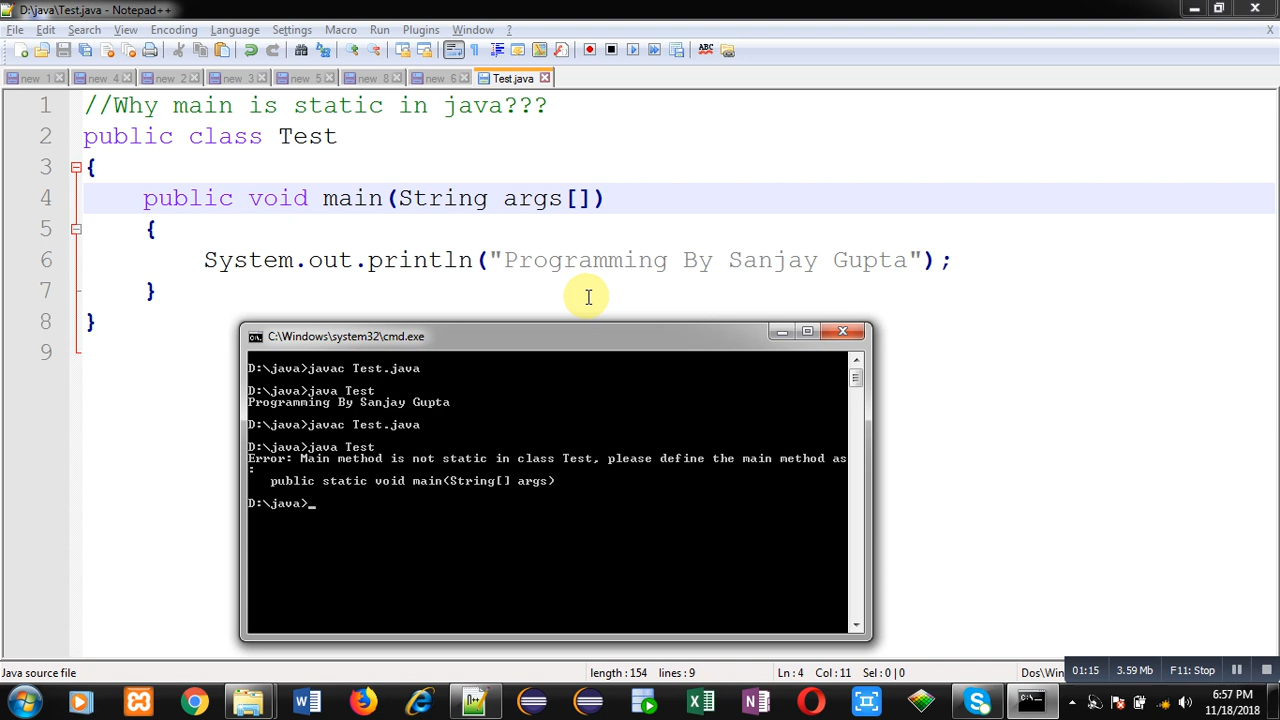 D:\java\Test.java - Notepad++
File Edit Search View Encoding Language Settings Macro Run Plugins Window ? X
new 1 new 4 new 2 new 3 new 5 new 8 new 6 Test.java
1 //Why main is static in java???
2 public class Test
3 {
4 public void main(String args[])
5 {
6 System.out.println("Programming By Sanjay Gupta");
7 }
8 }
9
C:\Windows\system32\cmd.exe
D:\java>javac Test.java
D:\java>java Test
Programming By Sanjay Gupta
D:\java>javac Test.java
D:\java>java Test
Error: Main method is not static in class Test, please define the main method as
:
public static void main(String[] args)
D:\java>_
Java source file length : 154 lines : 9 Ln : 4 Col : 11 Sel : 0 | 0 Dos\Win
01:15 3.59 Mb F11: Stop
6:57 PM
11/18/2018